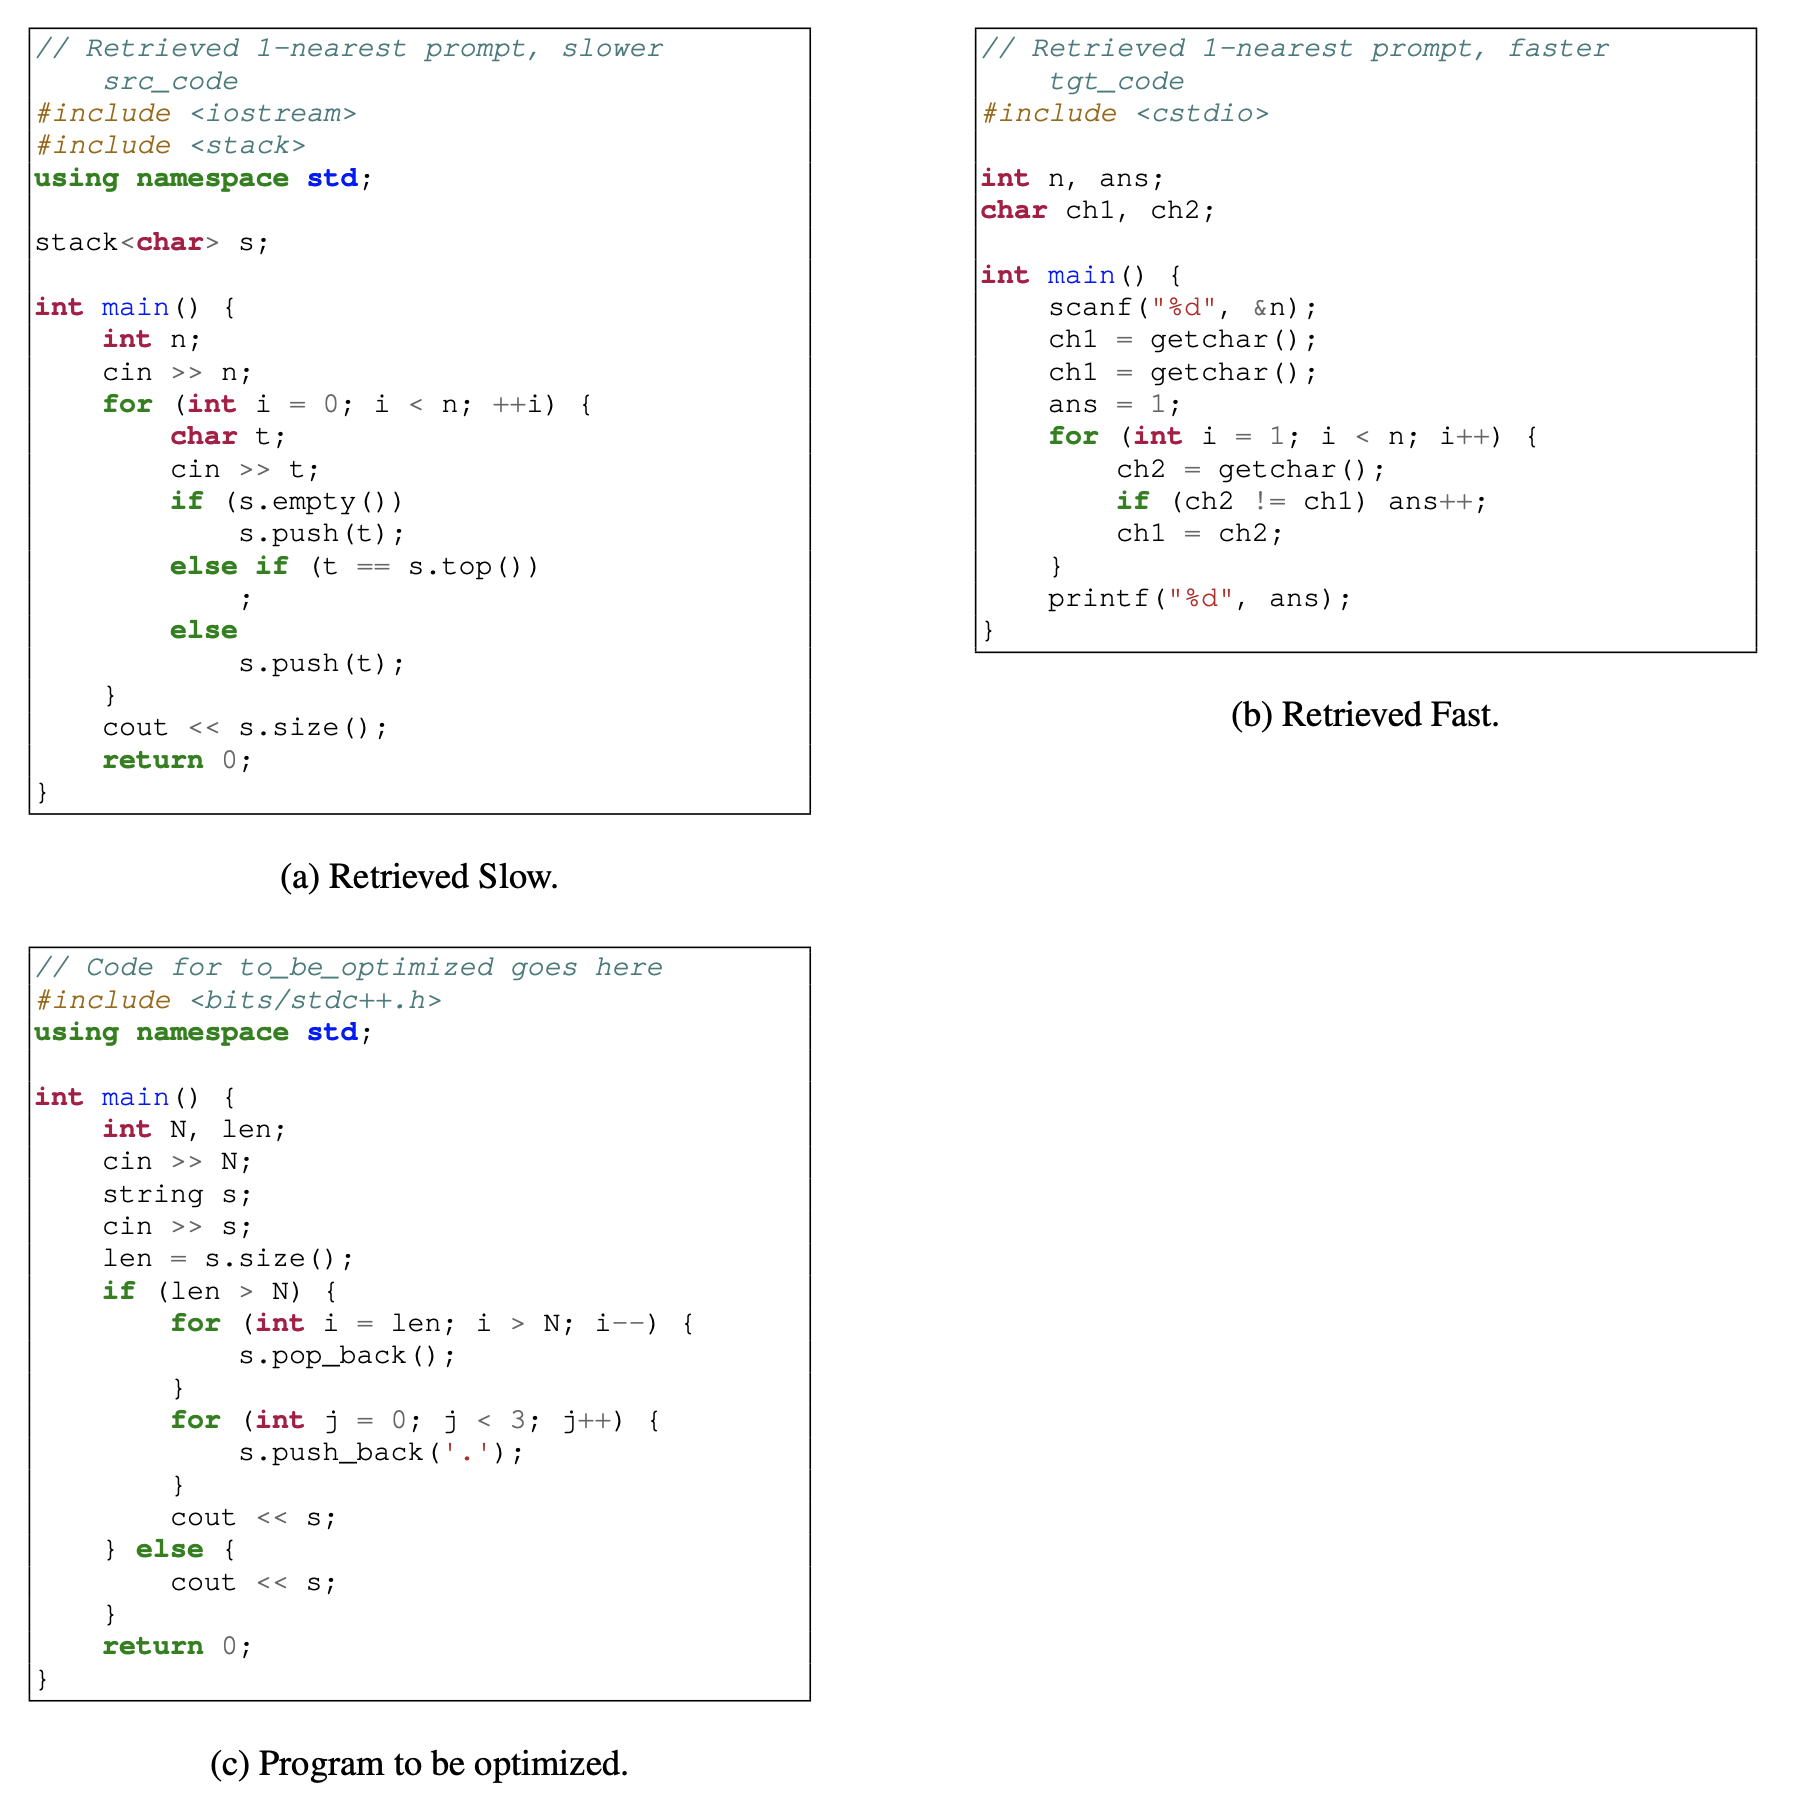 // Retrieved 1-nearest prompt, slower
    src_code
#include <iostream>
#include <stack>
using namespace std;

stack<char> s;

int main() {
    int n;
    cin >> n;
    for (int i = 0; i < n; ++i) {
        char t;
        cin >> t;
        if (s.empty())
            s.push(t);
        else if (t == s.top())
            ;
        else
            s.push(t);
    }
    cout << s.size();
    return 0;
}
(a) Retrieved Slow.
// Retrieved 1-nearest prompt, faster
    tgt_code
#include <cstdio>

int n, ans;
char ch1, ch2;

int main() {
    scanf("%d", &n);
    ch1 = getchar();
    ch1 = getchar();
    ans = 1;
    for (int i = 1; i < n; i++) {
        ch2 = getchar();
        if (ch2 != ch1) ans++;
        ch1 = ch2;
    }
    printf("%d", ans);
}
(b) Retrieved Fast.
// Code for to_be_optimized goes here
#include <bits/stdc++.h>
using namespace std;

int main() {
    int N, len;
    cin >> N;
    string s;
    cin >> s;
    len = s.size();
    if (len > N) {
        for (int i = len; i > N; i--) {
            s.pop_back();
        }
        for (int j = 0; j < 3; j++) {
            s.push_back('.');
        }
        cout << s;
    } else {
        cout << s;
    }
    return 0;
}
(c) Program to be optimized.